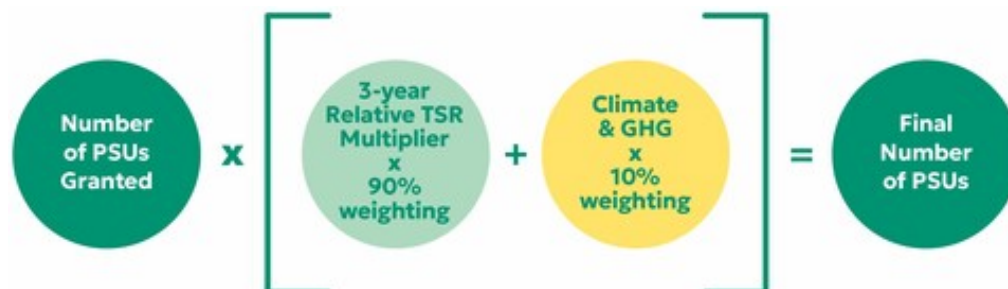 Number
of PSUs
Granted
x
3-year
Relative TSR
Multiplier
x
90%
weighting
+
Climate
& GHG
x
10%
weighting
=
Final
Number
of PSUs